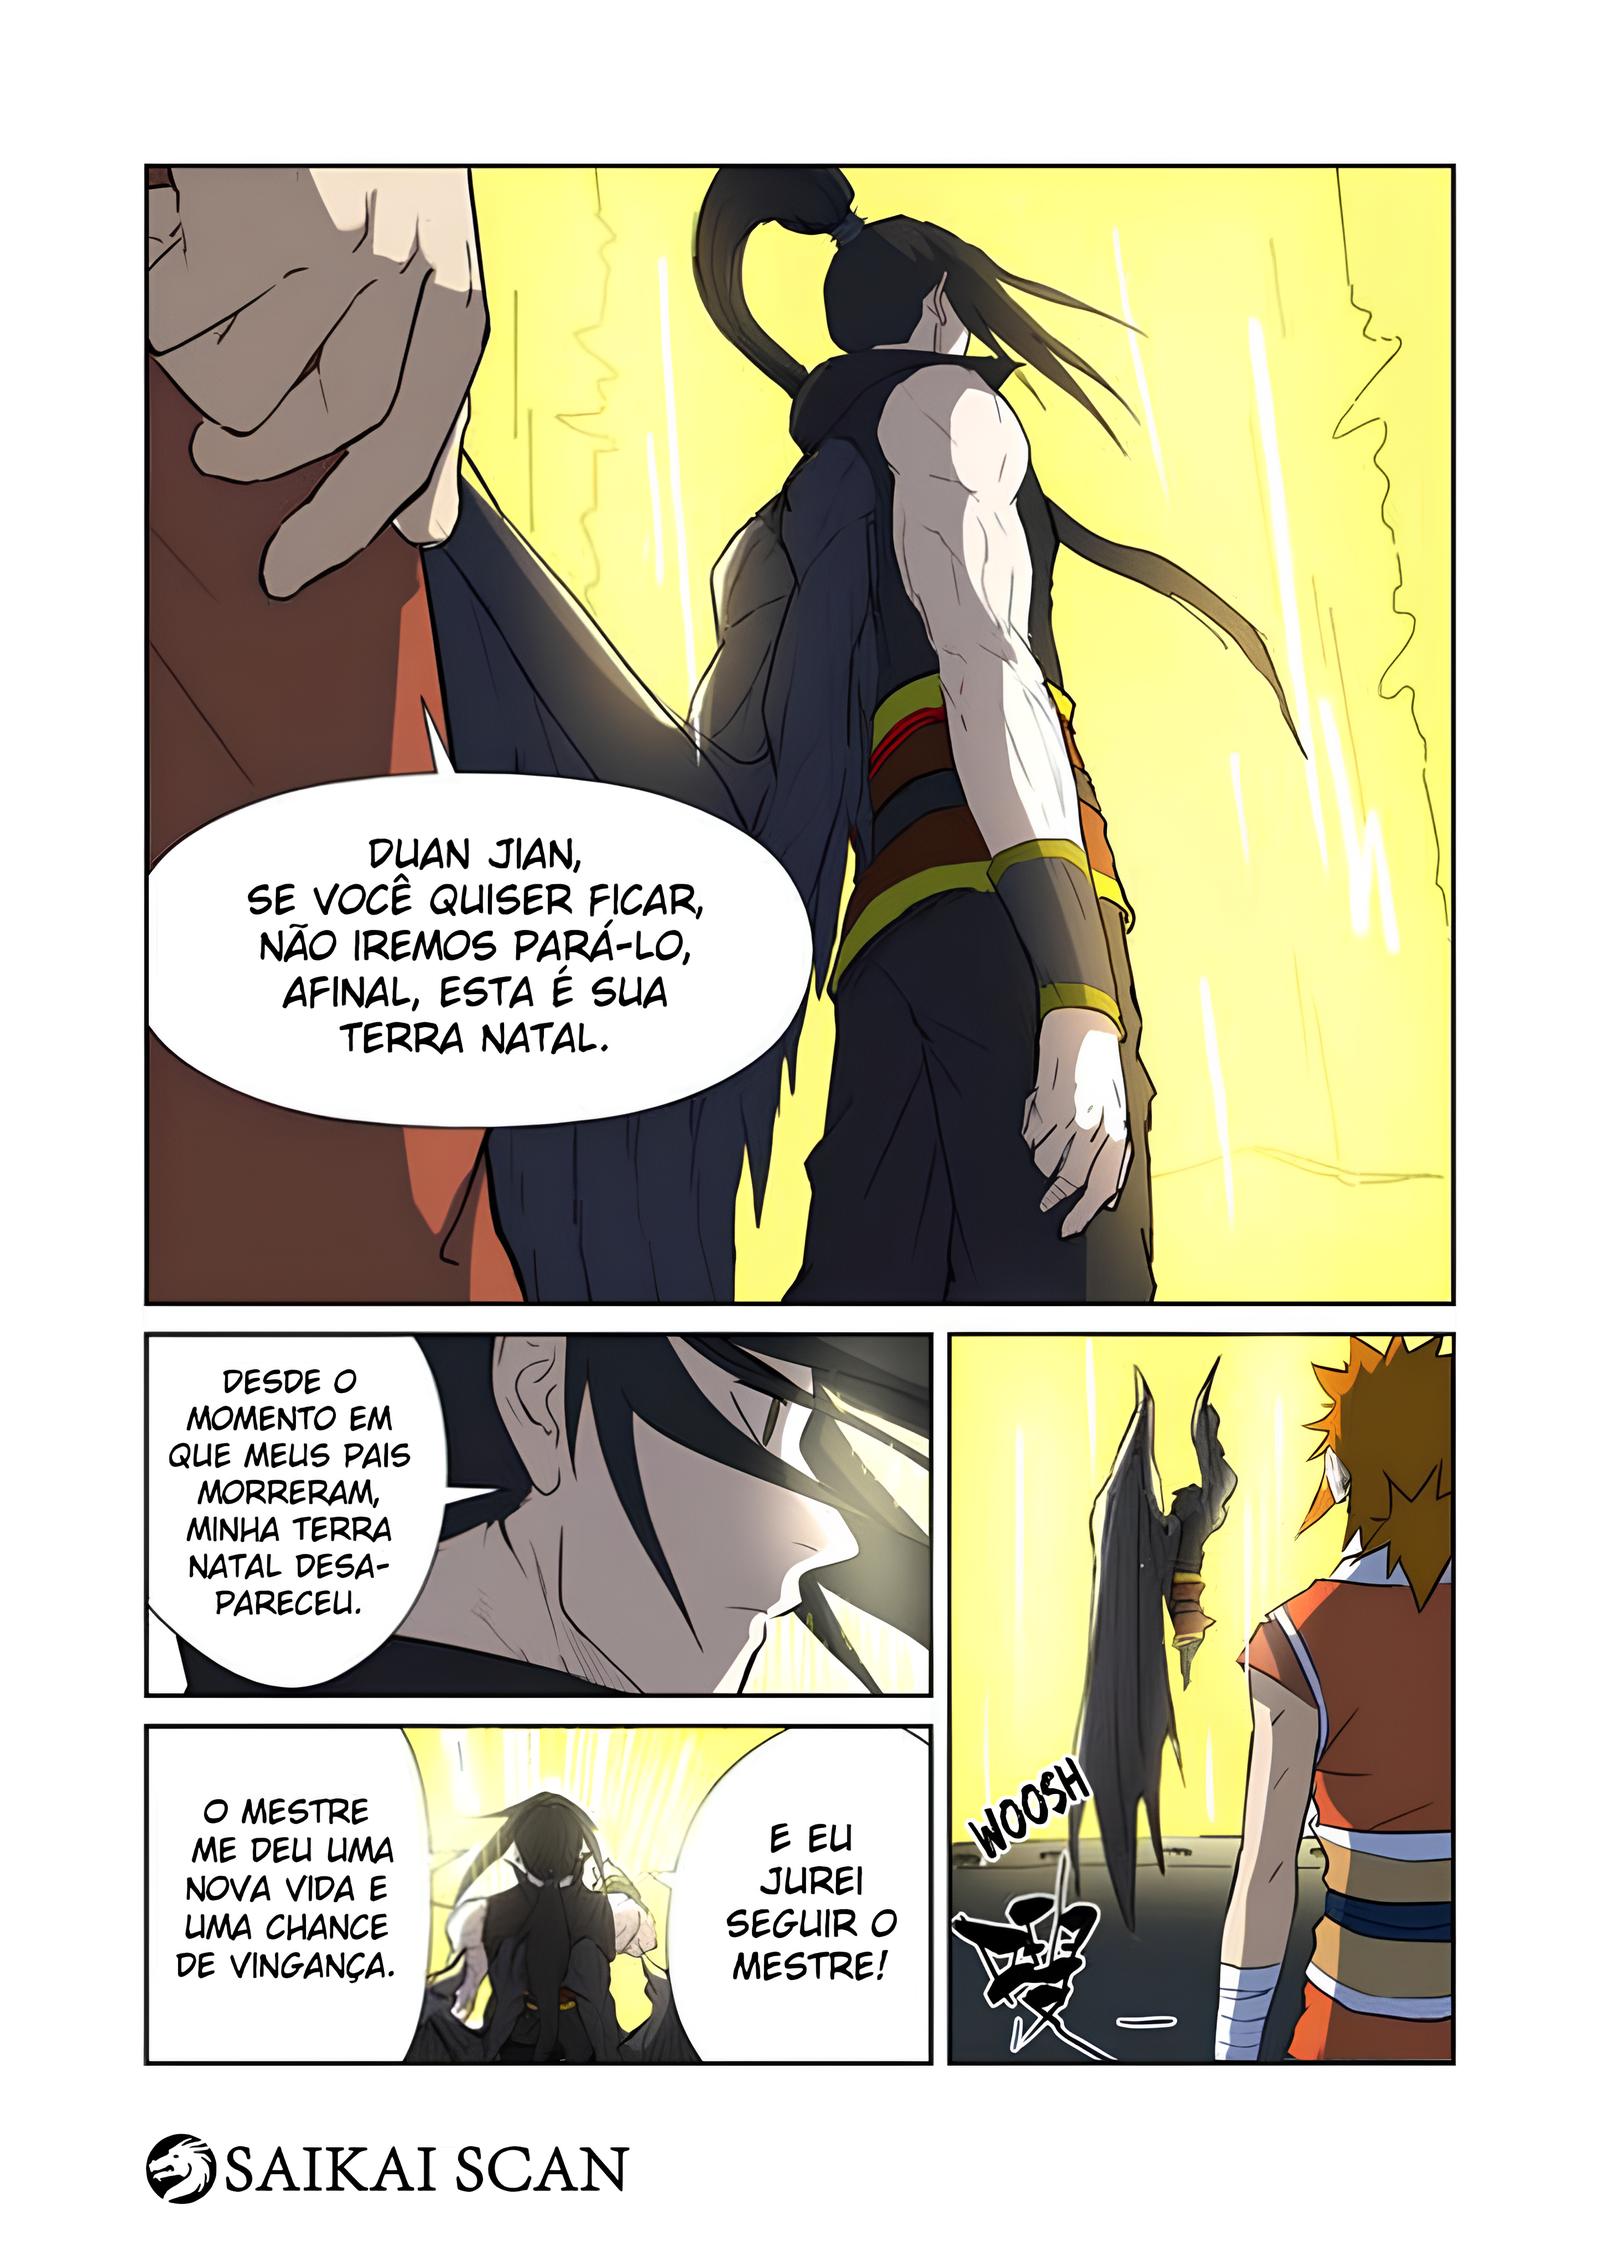 DUAN JIAN,
SE VOCÊ QUISER FICAR,
NÃO IREMOS PARÁ-LO,
AFINAL, ESTA É SUA
TERRA NATAL.
DESDE O
MOMENTO EM
QUE MEUS PAIS
MORRERAM,
MINHA TERRA
NATAL DESA-
PARECEU.
WOOSH
O MESTRE
ME DEU UMA
NOVA VIDA E
UMA CHANCE
DE VINGANÇA.
E EU
JUREI
SEGUIR O
MESTRE!
SAIKAI SCAN